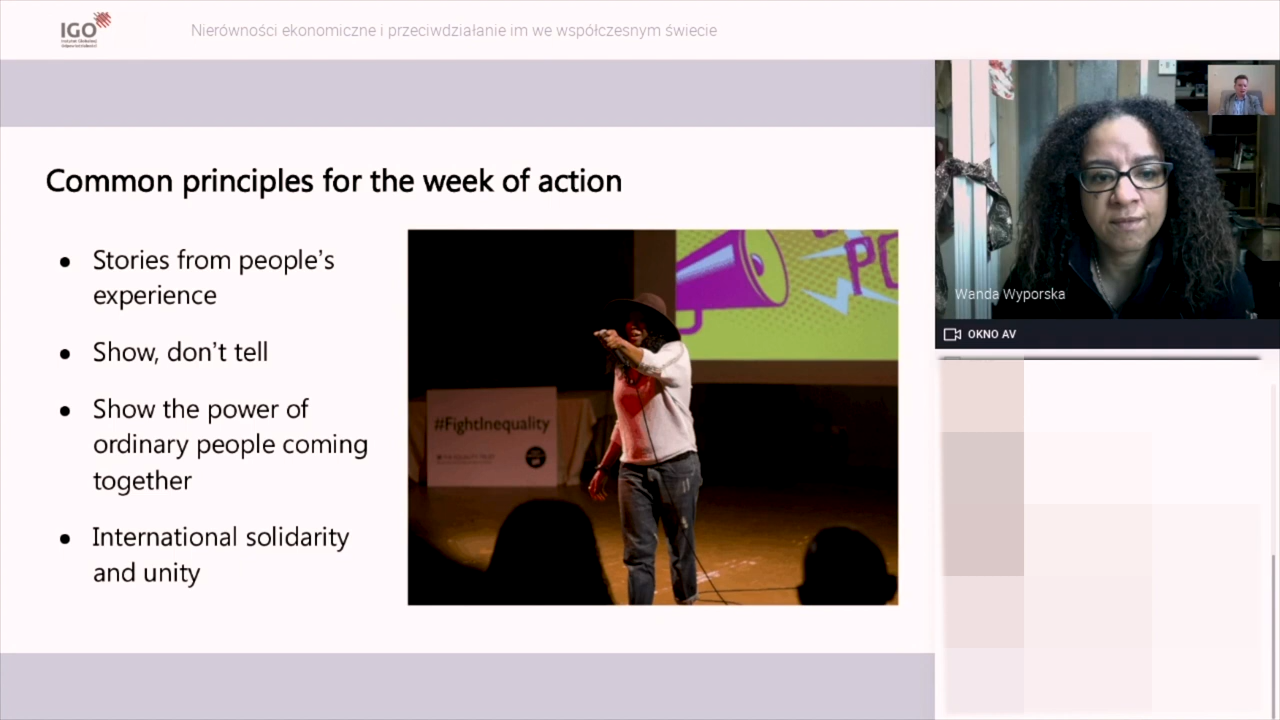 IGO
Nierówności ekonomiczne i przeciwdziałanie im we współczesnym świecie
Common principles for the week of action
● Stories from people's
experience
● Show, don't tell
● Show the power of
ordinary people coming
together
● International solidarity
and unity
#FightInequality
PO
Wanda Wyporska
OKNO AV